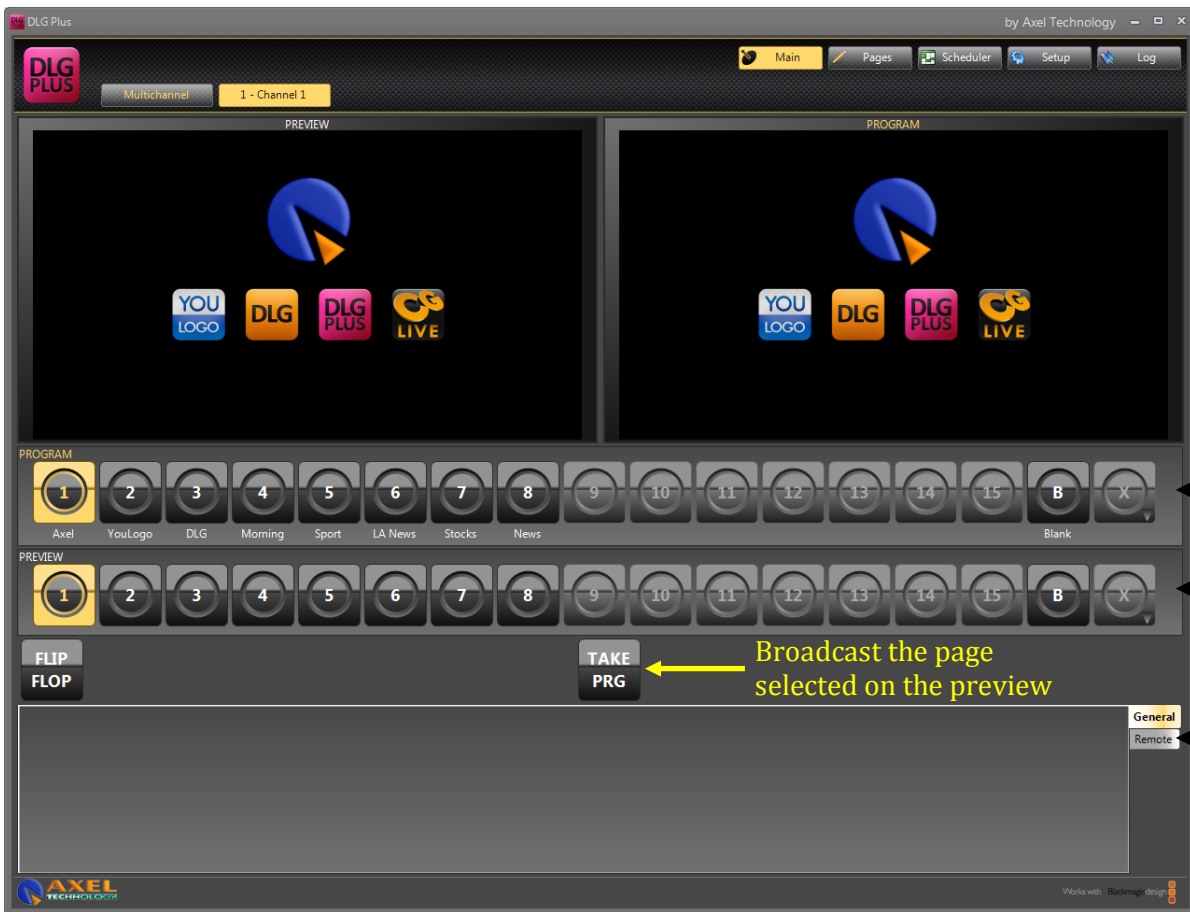 DLG Plus
by Axel Technology
DLG PLUS
Main
Pages
Scheduler
Setup
Log
Multichannel
1 - Channel 1
PREVIEW
PROGRAM
YOU LOGO
DLG
DLG PLUS
LIVE
YOU LOGO
DLG
DLG PLUS
LIVE
PROGRAM
1 2 3 4 5 6 7 8 9 10 11 12 13 14 15 B X
Axel YouLogo DLG Morning Sport LA News Stocks News Blank
PREVIEW
1 2 3 4 5 6 7 8 9 10 11 12 13 14 15 B X
FLIP
FLOP
TAKE
PRG
Broadcast the page
selected on the preview
General
Remote
AXEL
TECHNOLOGY
Works with Blackmagicdesign